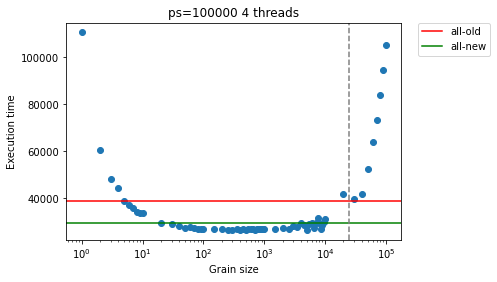 ps=100000 4 threads
all-old
all-new
100000
80000
60000
40000
Execution time
10⁰ 10¹ 10² 10³ 10⁴ 10⁵
Grain size